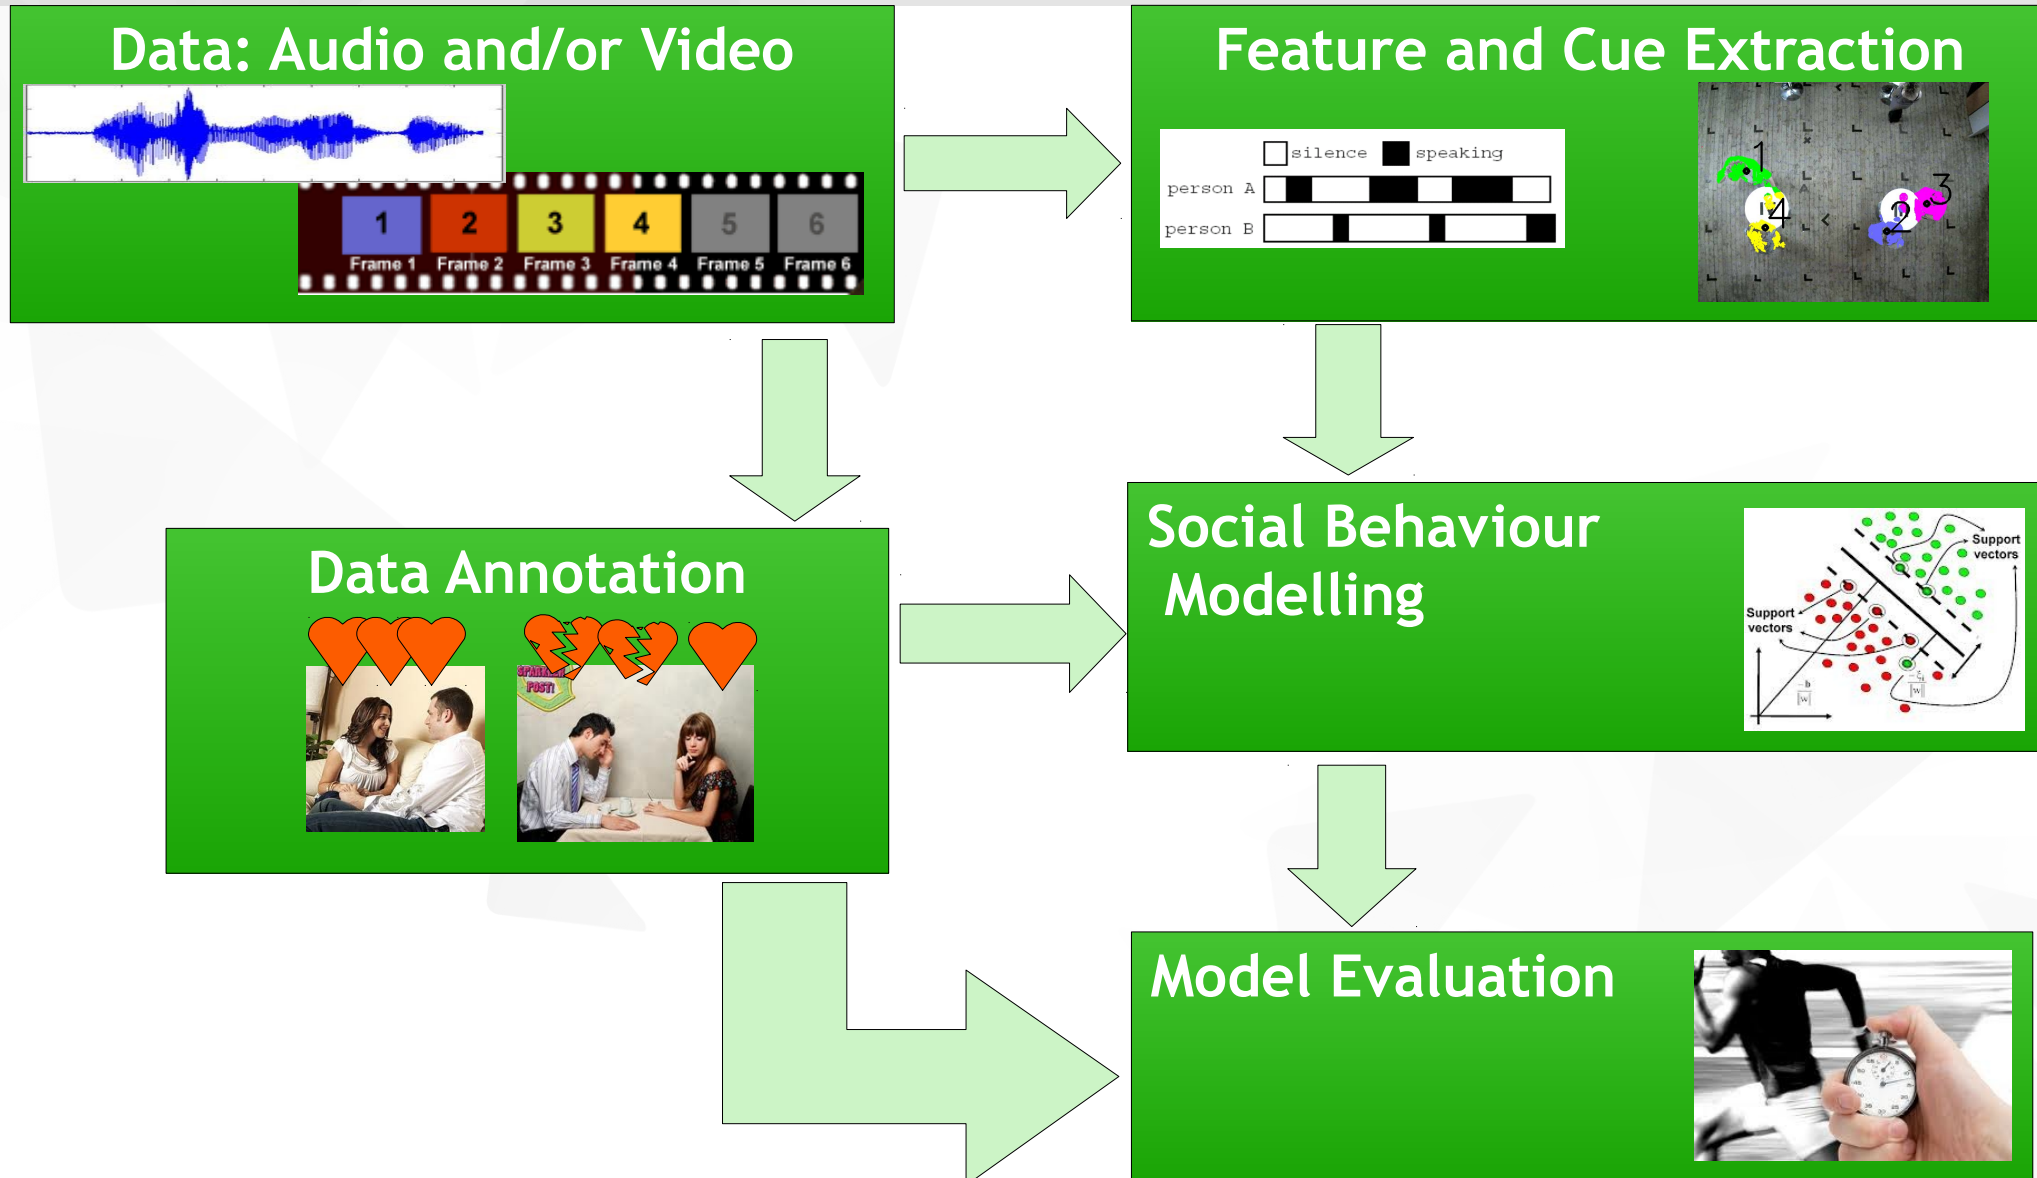 Data: Audio and/or Video
1 2 3 4 5 6
Frame 1 Frame 2 Frame 3 Frame 4 Frame 5 Frame 6
Feature and Cue Extraction
silence speaking
person A
person B
1
3
4
2
Data Annotation
POST!
Social Behaviour
Modelling
Support
vectors
Support
vectors
-b
|w|
-ξi
|w|
Model Evaluation